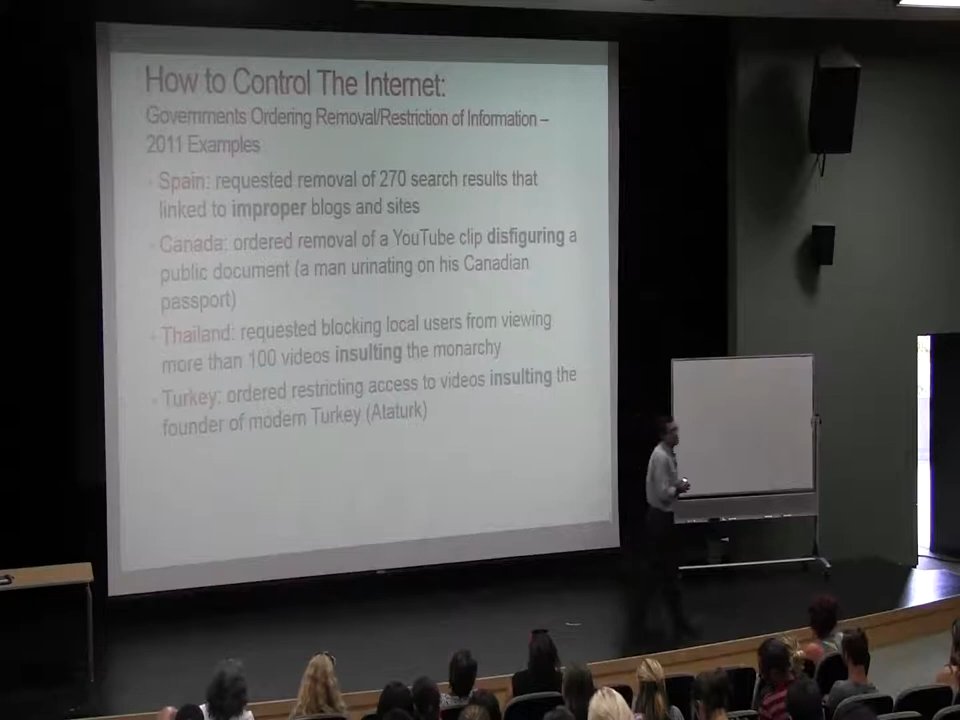 How to Control The Internet:
Governments Ordering Removal/Restriction of Information –
2011 Examples
Spain: requested removal of 270 search results that
linked to improper blogs and sites
Canada: ordered removal of a YouTube clip disfiguring a
public document (a man urinating on his Canadian
passport)
Thailand: requested blocking local users from viewing
more than 100 videos insulting the monarchy
Turkey: ordered restricting access to videos insulting the
founder of modern Turkey (Ataturk)